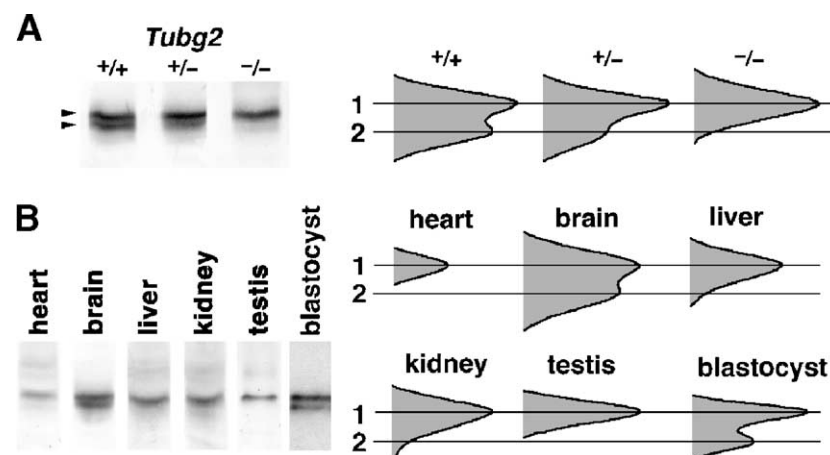 A
Tubg2
+/+ +/− −/−
+/+ +/− −/−
1
2
B
heart brain liver kidney testis blastocyst
heart brain liver
1
2
kidney testis blastocyst
1
2